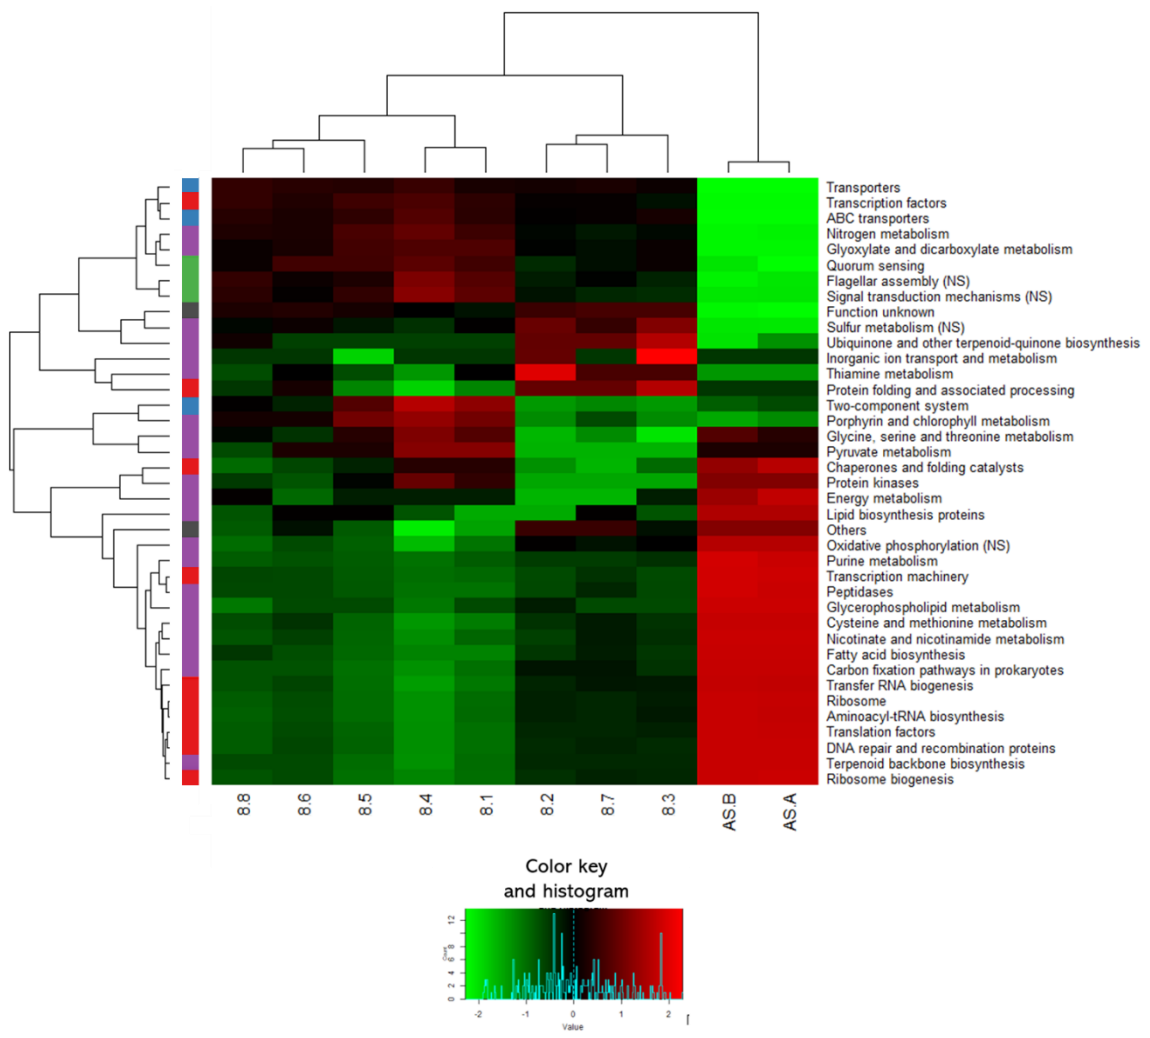 Transporters
Transcription factors
ABC transporters
Nitrogen metabolism
Glyoxylate and dicarboxylate metabolism
Quorum sensing
Flagellar assembly (NS)
Signal transduction mechanisms (NS)
Function unknown
Sulfur metabolism (NS)
Ubiquinone and other terpenoid-quinone biosynthesis
Inorganic ion transport and metabolism
Thiamine metabolism
Protein folding and associated processing
Two-component system
Porphyrin and chlorophyll metabolism
Glycine, serine and threonine metabolism
Pyruvate metabolism
Chaperones and folding catalysts
Protein kinases
Energy metabolism
Lipid biosynthesis proteins
Others
Oxidative phosphorylation (NS)
Purine metabolism
Transcription machinery
Peptidases
Glycerophospholipid metabolism
Cysteine and methionine metabolism
Nicotinate and nicotinamide metabolism
Fatty acid biosynthesis
Carbon fixation pathways in prokaryotes
Transfer RNA biogenesis
Ribosome
Aminoacyl-tRNA biosynthesis
Translation factors
DNA repair and recombination proteins
Terpenoid backbone biosynthesis
Ribosome biogenesis
8.8 8.6 8.5 8.4 8.1 8.2 8.7 8.3 AS.B AS.A
Color key
and histogram
12
8
6
4
2
0
Count
-2 -1 0 1 2
Value